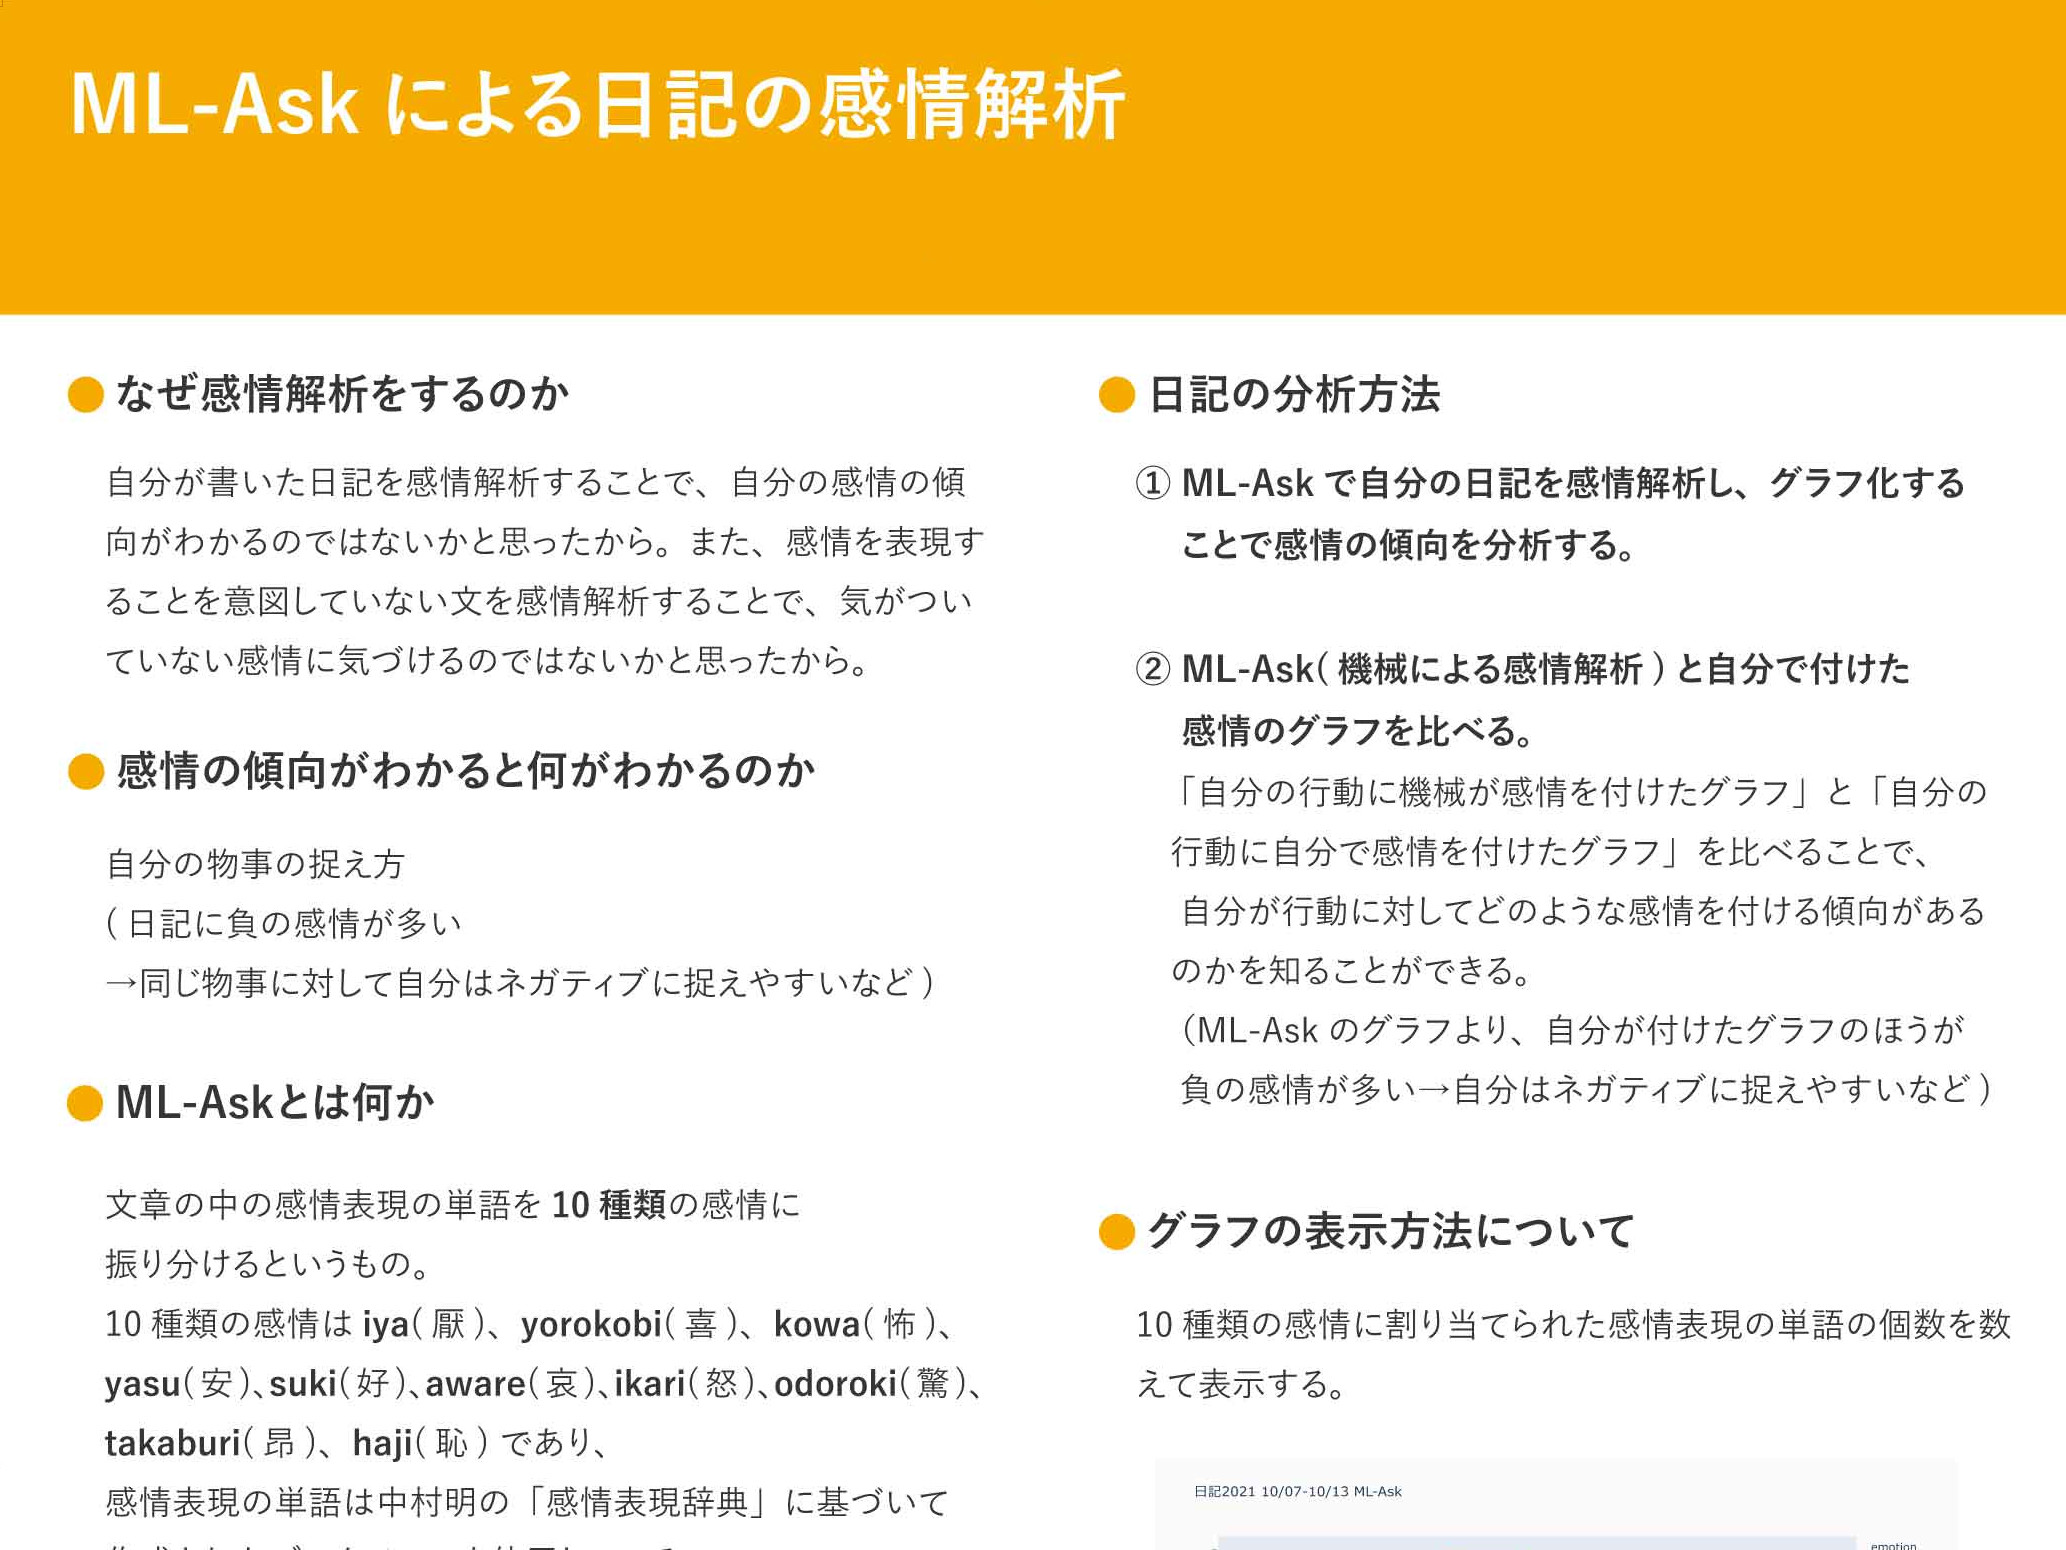 ML-Ask による日記の感情解析
● なぜ感情解析をするのか
自分が書いた日記を感情解析することで、自分の感情の傾
向がわかるのではないかと思ったから。また、感情を表現す
ることを意図していない文を感情解析することで、気がつい
ていない感情に気づけるのではないかと思ったから。
● 感情の傾向がわかると何がわかるのか
自分の物事の捉え方
( 日記に負の感情が多い
→同じ物事に対して自分はネガティブに捉えやすいなど )
● ML-Askとは何か
文章の中の感情表現の単語を 10 種類の感情に
振り分けるというもの。
10 種類の感情は iya( 厭 )、yorokobi( 喜 )、kowa( 怖 )、
yasu( 安 )、suki( 好 )、aware( 哀 )、ikari( 怒 )、odoroki( 驚 )、
takaburi( 昂 )、haji( 恥 ) であり、
感情表現の単語は中村明の「感情表現辞典」に基づいて
● 日記の分析方法
① ML-Ask で自分の日記を感情解析し、グラフ化する
ことで感情の傾向を分析する。
② ML-Ask( 機械による感情解析 ) と自分で付けた
感情のグラフを比べる。
「自分の行動に機械が感情を付けたグラフ」と「自分の
行動に自分で感情を付けたグラフ」を比べることで、
自分が行動に対してどのような感情を付ける傾向がある
のかを知ることができる。
(ML-Ask のグラフより、自分が付けたグラフのほうが
負の感情が多い→自分はネガティブに捉えやすいなど )
● グラフの表示方法について
10 種類の感情に割り当てられた感情表現の単語の個数を数
えて表示する。
日記2021 10/07-10/13 ML-Ask
emotion